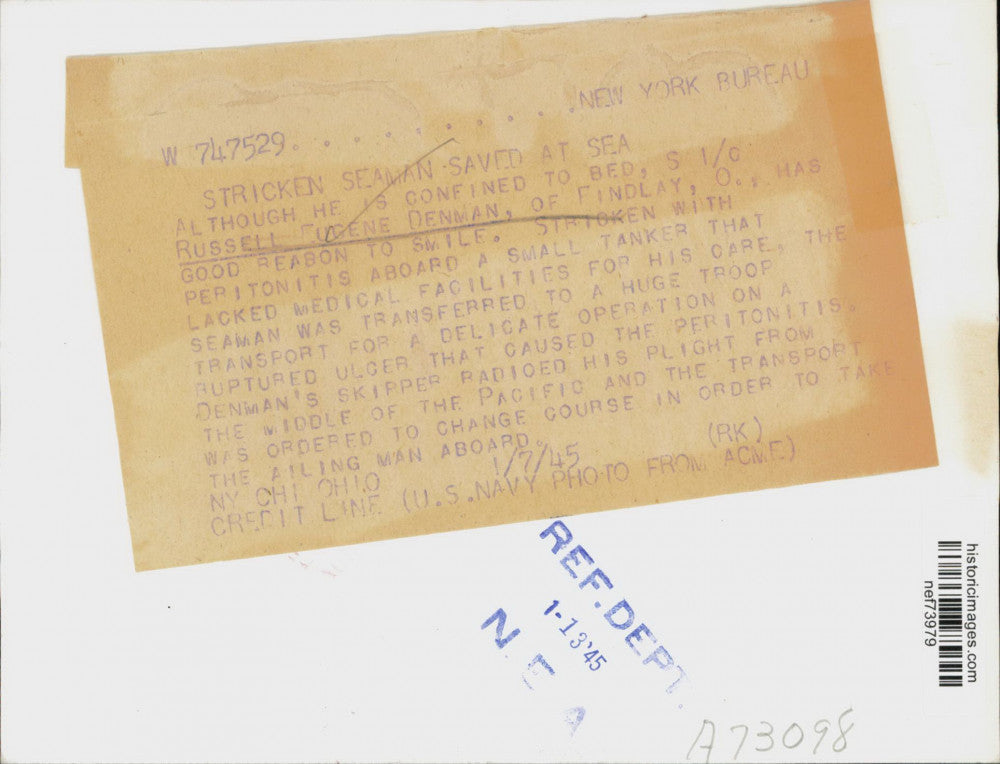 W 747529. . . . . . . . . . .NEW YORK BUREAU
STRICKEN SEAMAN SAVED AT SEA
ALTHOUGH HE IS CONFINED TO BED, S 1/C
RUSSELL EUGENE DENMAN, OF FINDLAY, O., HAS
GOOD REASON TO SMILE. STRICKEN WITH
PERITONITIS ABOARD A SMALL TANKER THAT
LACKED MEDICAL FACILITIES FOR HIS CARE, THE
SEAMAN WAS TRANSFERRED TO A HUGE TROOP
TRANSPORT FOR A DELICATE OPERATION ON A
RUPTURED ULCER THAT CAUSED THE PERITONITIS.
DENMAN'S SKIPPER RADIOED HIS PLIGHT FROM
THE MIDDLE OF THE PACIFIC AND THE TRANSPORT
WAS ORDERED TO CHANGE COURSE IN ORDER TO TAKE
THE AILING MAN ABOARD.
NY CHI OHIO 1/7/45 (RK)
CREDIT LINE (U.S.NAVY PHOTO FROM ACME)
REF.DEPT.
1-13'45
N. E A
A73098
historicimages.com
nef73979